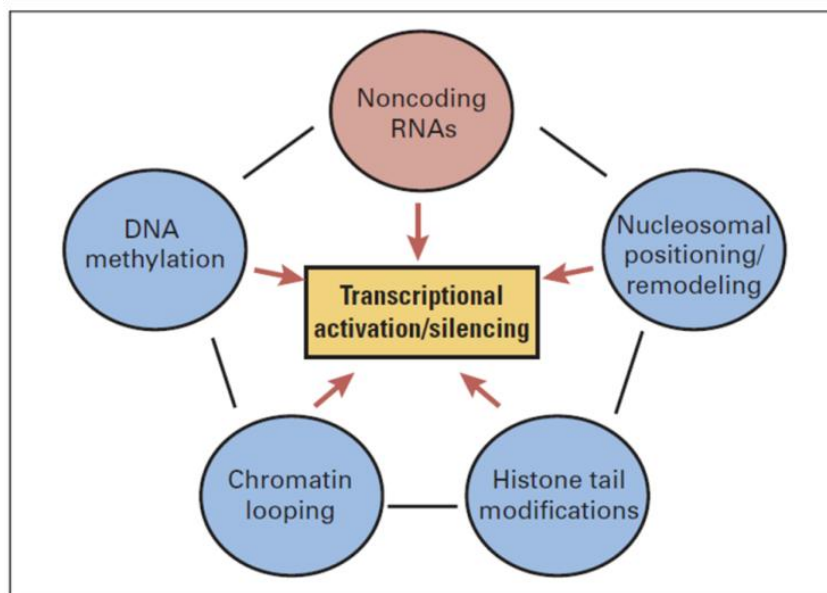 Noncoding
RNAs
DNA
methylation
Nucleosomal
positioning/
remodeling
Transcriptional
activation/silencing
Chromatin
looping
Histone tail
modifications